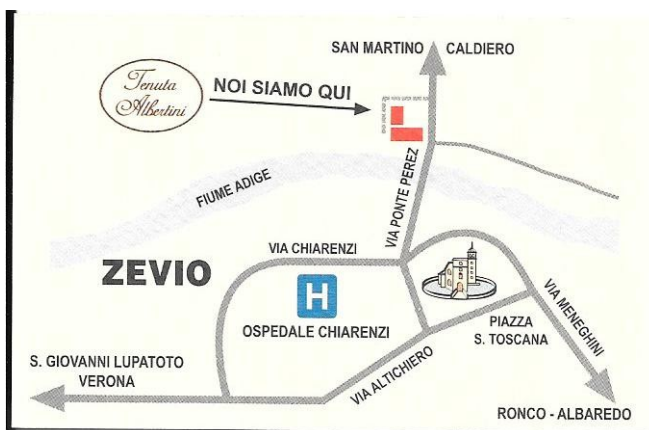 SAN MARTINO CALDIERO
Tenuta
Albertini
NOI SIAMO QUI
FIUME ADIGE
VIA PONTE PEREZ
VIA CHIARENZI
ZEVIO
H
OSPEDALE CHIARENZI
PIAZZA
S. TOSCANA
VIA MENEGHINI
VIA ALTICHIERO
S. GIOVANNI LUPATOTO
VERONA
RONCO - ALBAREDO